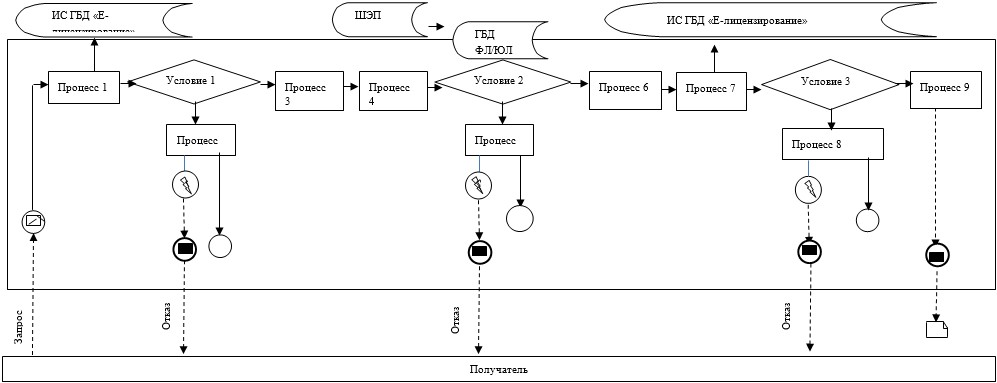 ИС ГБД «Е-
лицензирование»
ШЭП
ГБД
ФЛ/ЮЛ
ИС ГБД «Е-лицензирование»
Процесс 1
Условие 1
Процесс
3
Процесс
4
Условие 2
Процесс 6
Процесс 7
Условие 3
Процесс 9
Процесс
Процесс
Процесс 8
Запрос
Отказ
Отказ
Отказ
Получатель